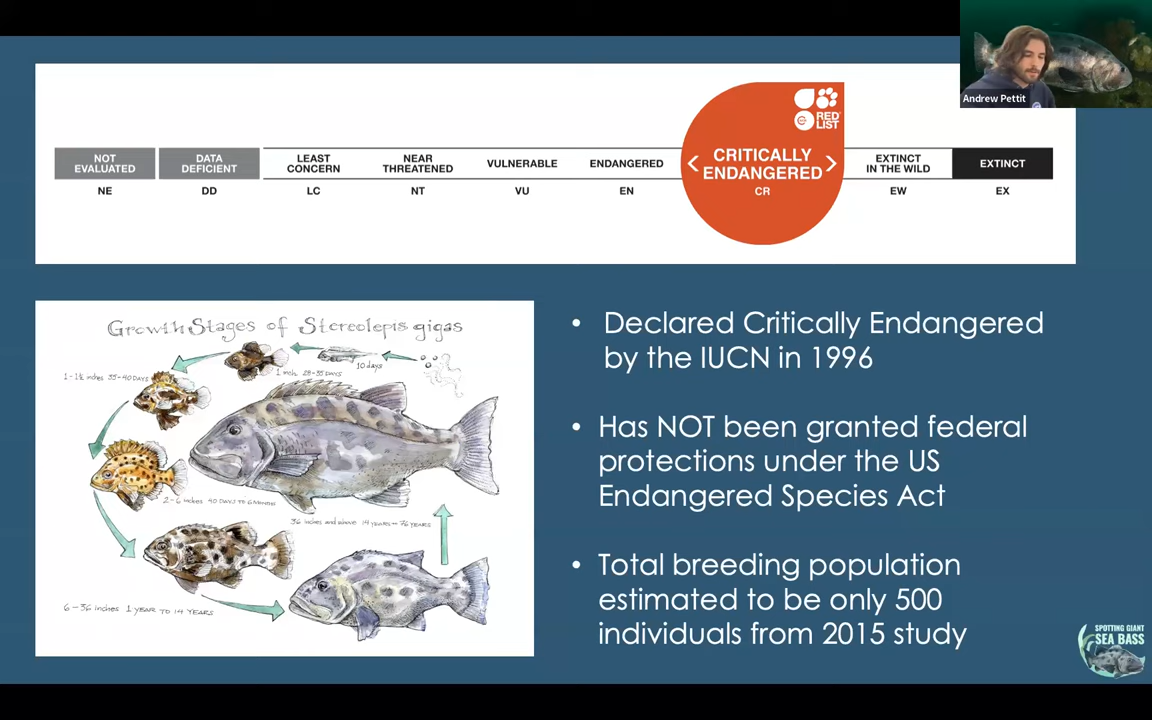 Andrew Pettit
RED
LIST
NOT
EVALUATED
NE
DATA
DEFICIENT
DD
LEAST
CONCERN
LC
NEAR
THREATENED
NT
VULNERABLE
VU
ENDANGERED
EN
< CRITICALLY >
ENDANGERED
CR
EXTINCT
IN THE WILD
EW
EXTINCT
EX
Growth Stages of Stereolepis gigas
10 days
1 inch 28-35 DAYS
1 - 1½ inches 35-40 DAYS
2 - 6 inches 40 DAYS TO 6 MONTHS
6 - 36 inches 1 YEAR TO 14 YEARS
36 inches and above 14 YEARS - 76 YEARS
• Declared Critically Endangered
by the IUCN in 1996
• Has NOT been granted federal
protections under the US
Endangered Species Act
• Total breeding population
estimated to be only 500
individuals from 2015 study
SPOTTING GIANT
SEA BASS